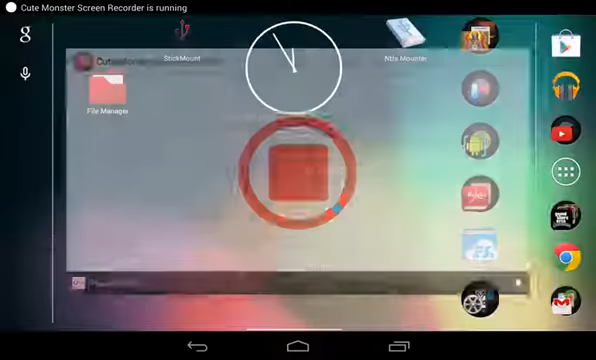 Cute Monster Screen Recorder is running
StickMount
Ntfs Mounter
File Manager